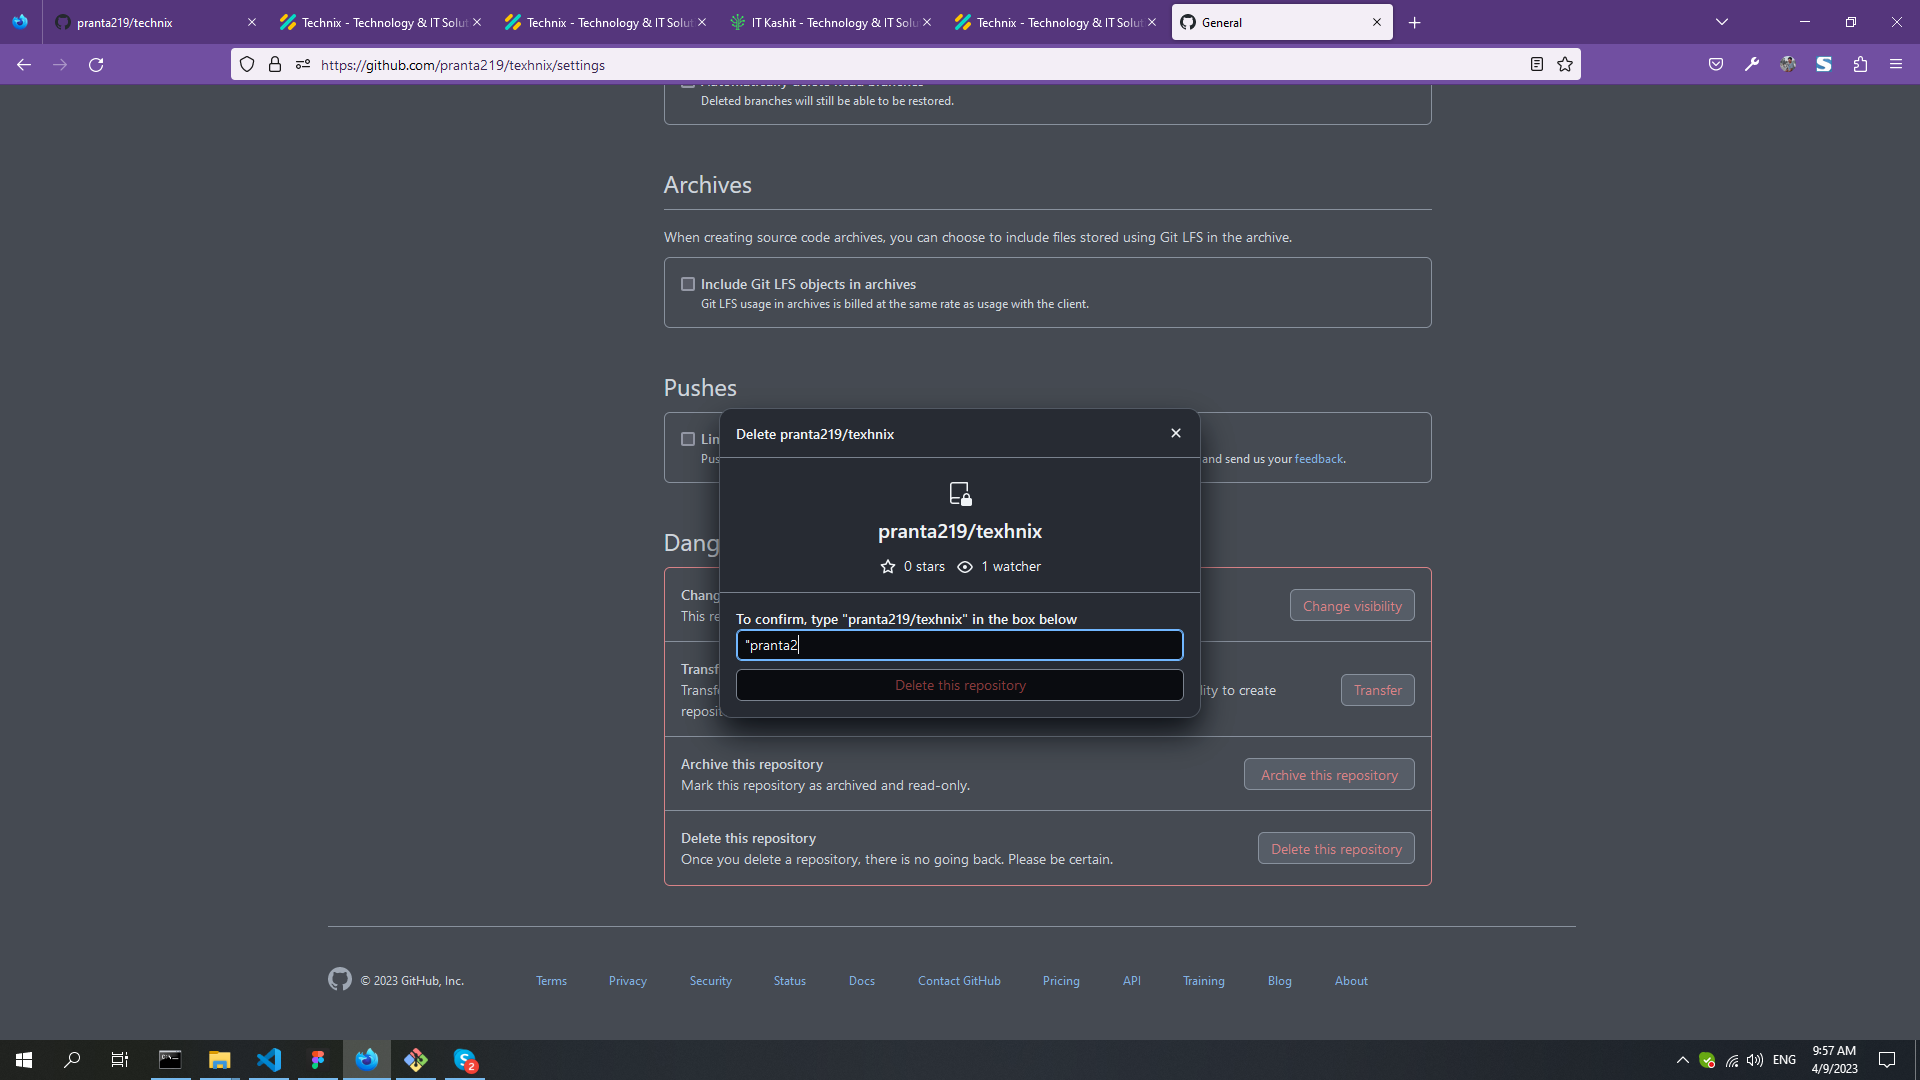 pranta219/technix
Technix - Technology & IT Solut
Technix - Technology & IT Solut
IT Kashit - Technology & IT Solu
Technix - Technology & IT Solut
General
https://github.com/pranta219/texhnix/settings
Deleted branches will still be able to be restored.
Archives
When creating source code archives, you can choose to include files stored using Git LFS in the archive.
Include Git LFS objects in archives
Git LFS usage in archives is billed at the same rate as usage with the client.
Pushes
Lim
Pus
and send us your feedback.
Delete pranta219/texhnix
pranta219/texhnix
0 stars 1 watcher
To confirm, type "pranta219/texhnix" in the box below
"pranta2
Delete this repository
Dang
Chang
This re
Change visibility
Transf
Transfe
lity to create
reposit
Transfer
Archive this repository
Mark this repository as archived and read-only.
Archive this repository
Delete this repository
Once you delete a repository, there is no going back. Please be certain.
Delete this repository
© 2023 GitHub, Inc.
Terms
Privacy
Security
Status
Docs
Contact GitHub
Pricing
API
Training
Blog
About
2
ENG
9:57 AM
4/9/2023